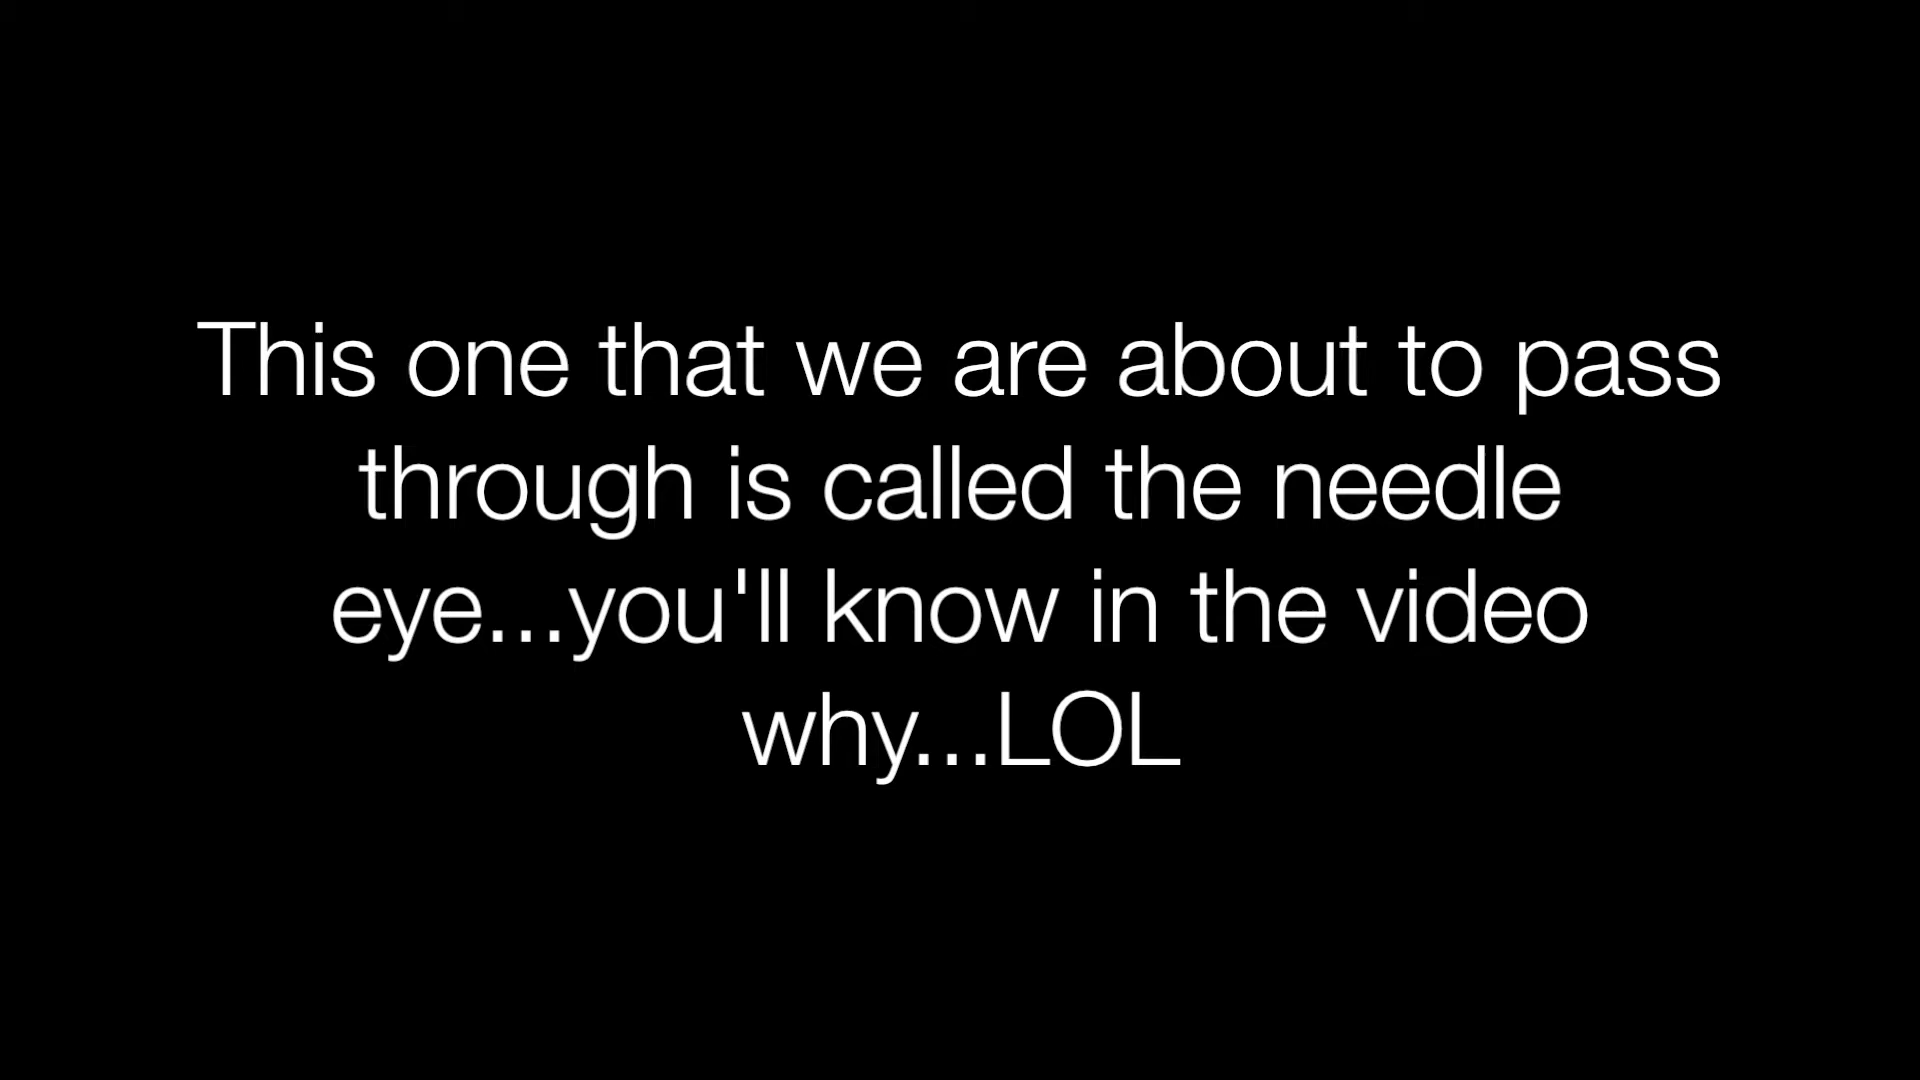 This one that we are about to pass
through is called the needle
eye...you'll know in the video
why...LOL